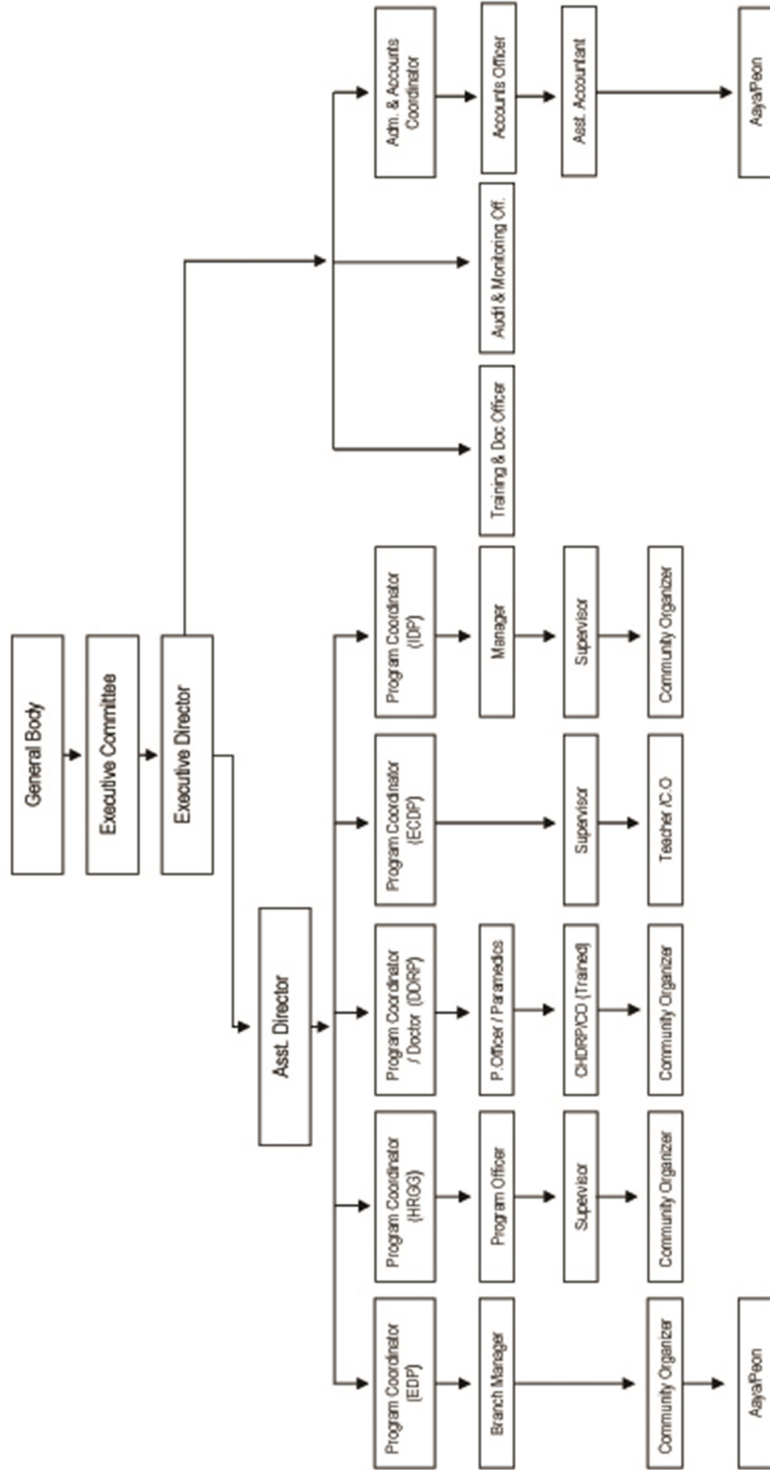 General Body
Executive Committee
Executive Director
Asst. Director
Program Coordinator
(EDP)
Program Coordinator
(HRGG)
Program Coordinator
/ Doctor (DDRP)
Program Coordinator
(ECDP)
Program Coordinator
(IDP)
Adm. & Accounts
Coordinator
Branch Manager
Program Officer
P.Officer / Paramedics
Manager
Training & Doc Officer
Audit & Monitoring Off.
Accounts Officer
Supervisor
CHDRP/CO (Trained)
Supervisor
Supervisor
Asst. Accountant
Community Organizer
Community Organizer
Community Organizer
Teacher /C.O
Community Organizer
Aaya/Peon
Aaya/Peon